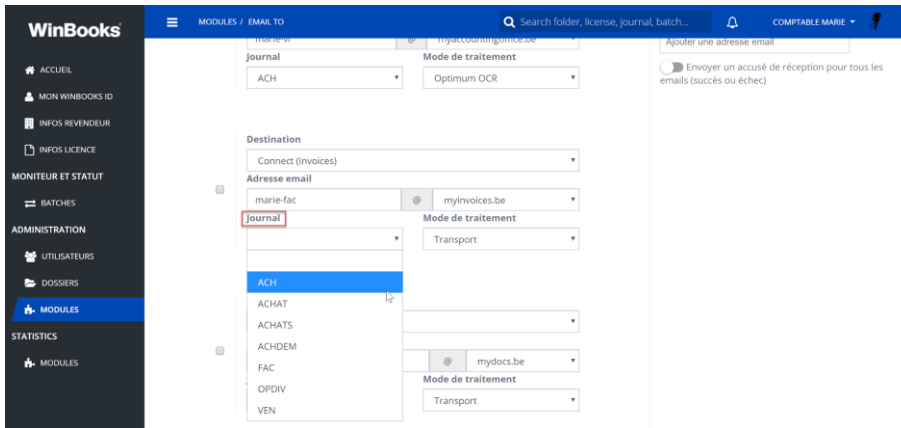 WinBooks
MODULES / EMAIL TO
Search folder, license, journal, batch...
COMPTABLE MARIE
ACCUEIL
MON WINBOOKS ID
INFOS REVENDEUR
INFOS LICENCE
MONITEUR ET STATUT
BATCHES
ADMINISTRATION
UTILISATEURS
DOSSIERS
MODULES
STATISTICS
MODULES
marie-vf @ myaccountingoffice.be
Journal Mode de traitement
ACH Optimum OCR
Destination
Connect (Invoices)
Adresse email
marie-fac @ myinvoices.be
Journal Mode de traitement
Transport
ACH
ACHAT
ACHATS
ACHDEM
FAC
OPDIV
VEN
@ mydocs.be
Mode de traitement
Transport
Ajouter une adresse email
Envoyer un accusé de réception pour tous les
emails (succès ou échec)